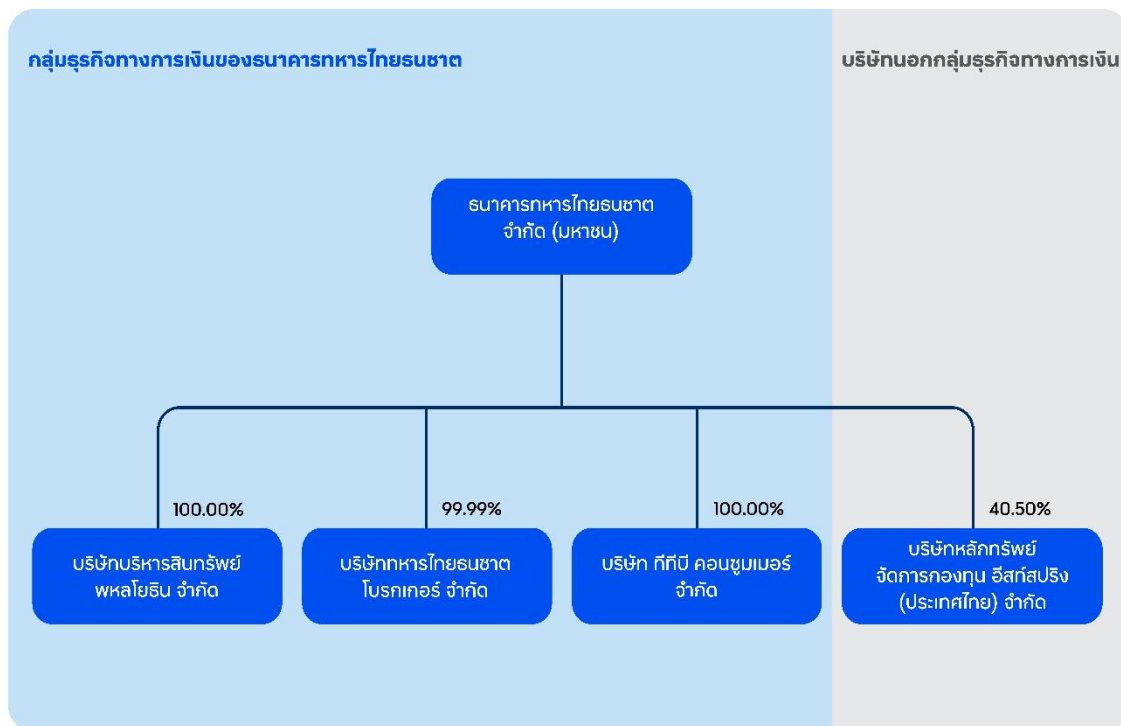 กลุ่มธุรกิจทางการเงินของธนาคารทหารไทยธนชาต
บริษัทนอกกลุ่มธุรกิจทางการเงิน
ธนาคารทหารไทยธนชาต
จำกัด (มหาชน)
100.00%
99.99%
100.00%
40.50%
บริษัทบริหารสินทรัพย์
พหลโยธิน จำกัด
บริษัททหารไทยธนชาต
โบรกเกอร์ จำกัด
บริษัท ทีทีบี คอนซูมเมอร์
จำกัด
บริษัทหลักทรัพย์
จัดการกองทุน อีสท์สปริง
(ประเทศไทย) จำกัด